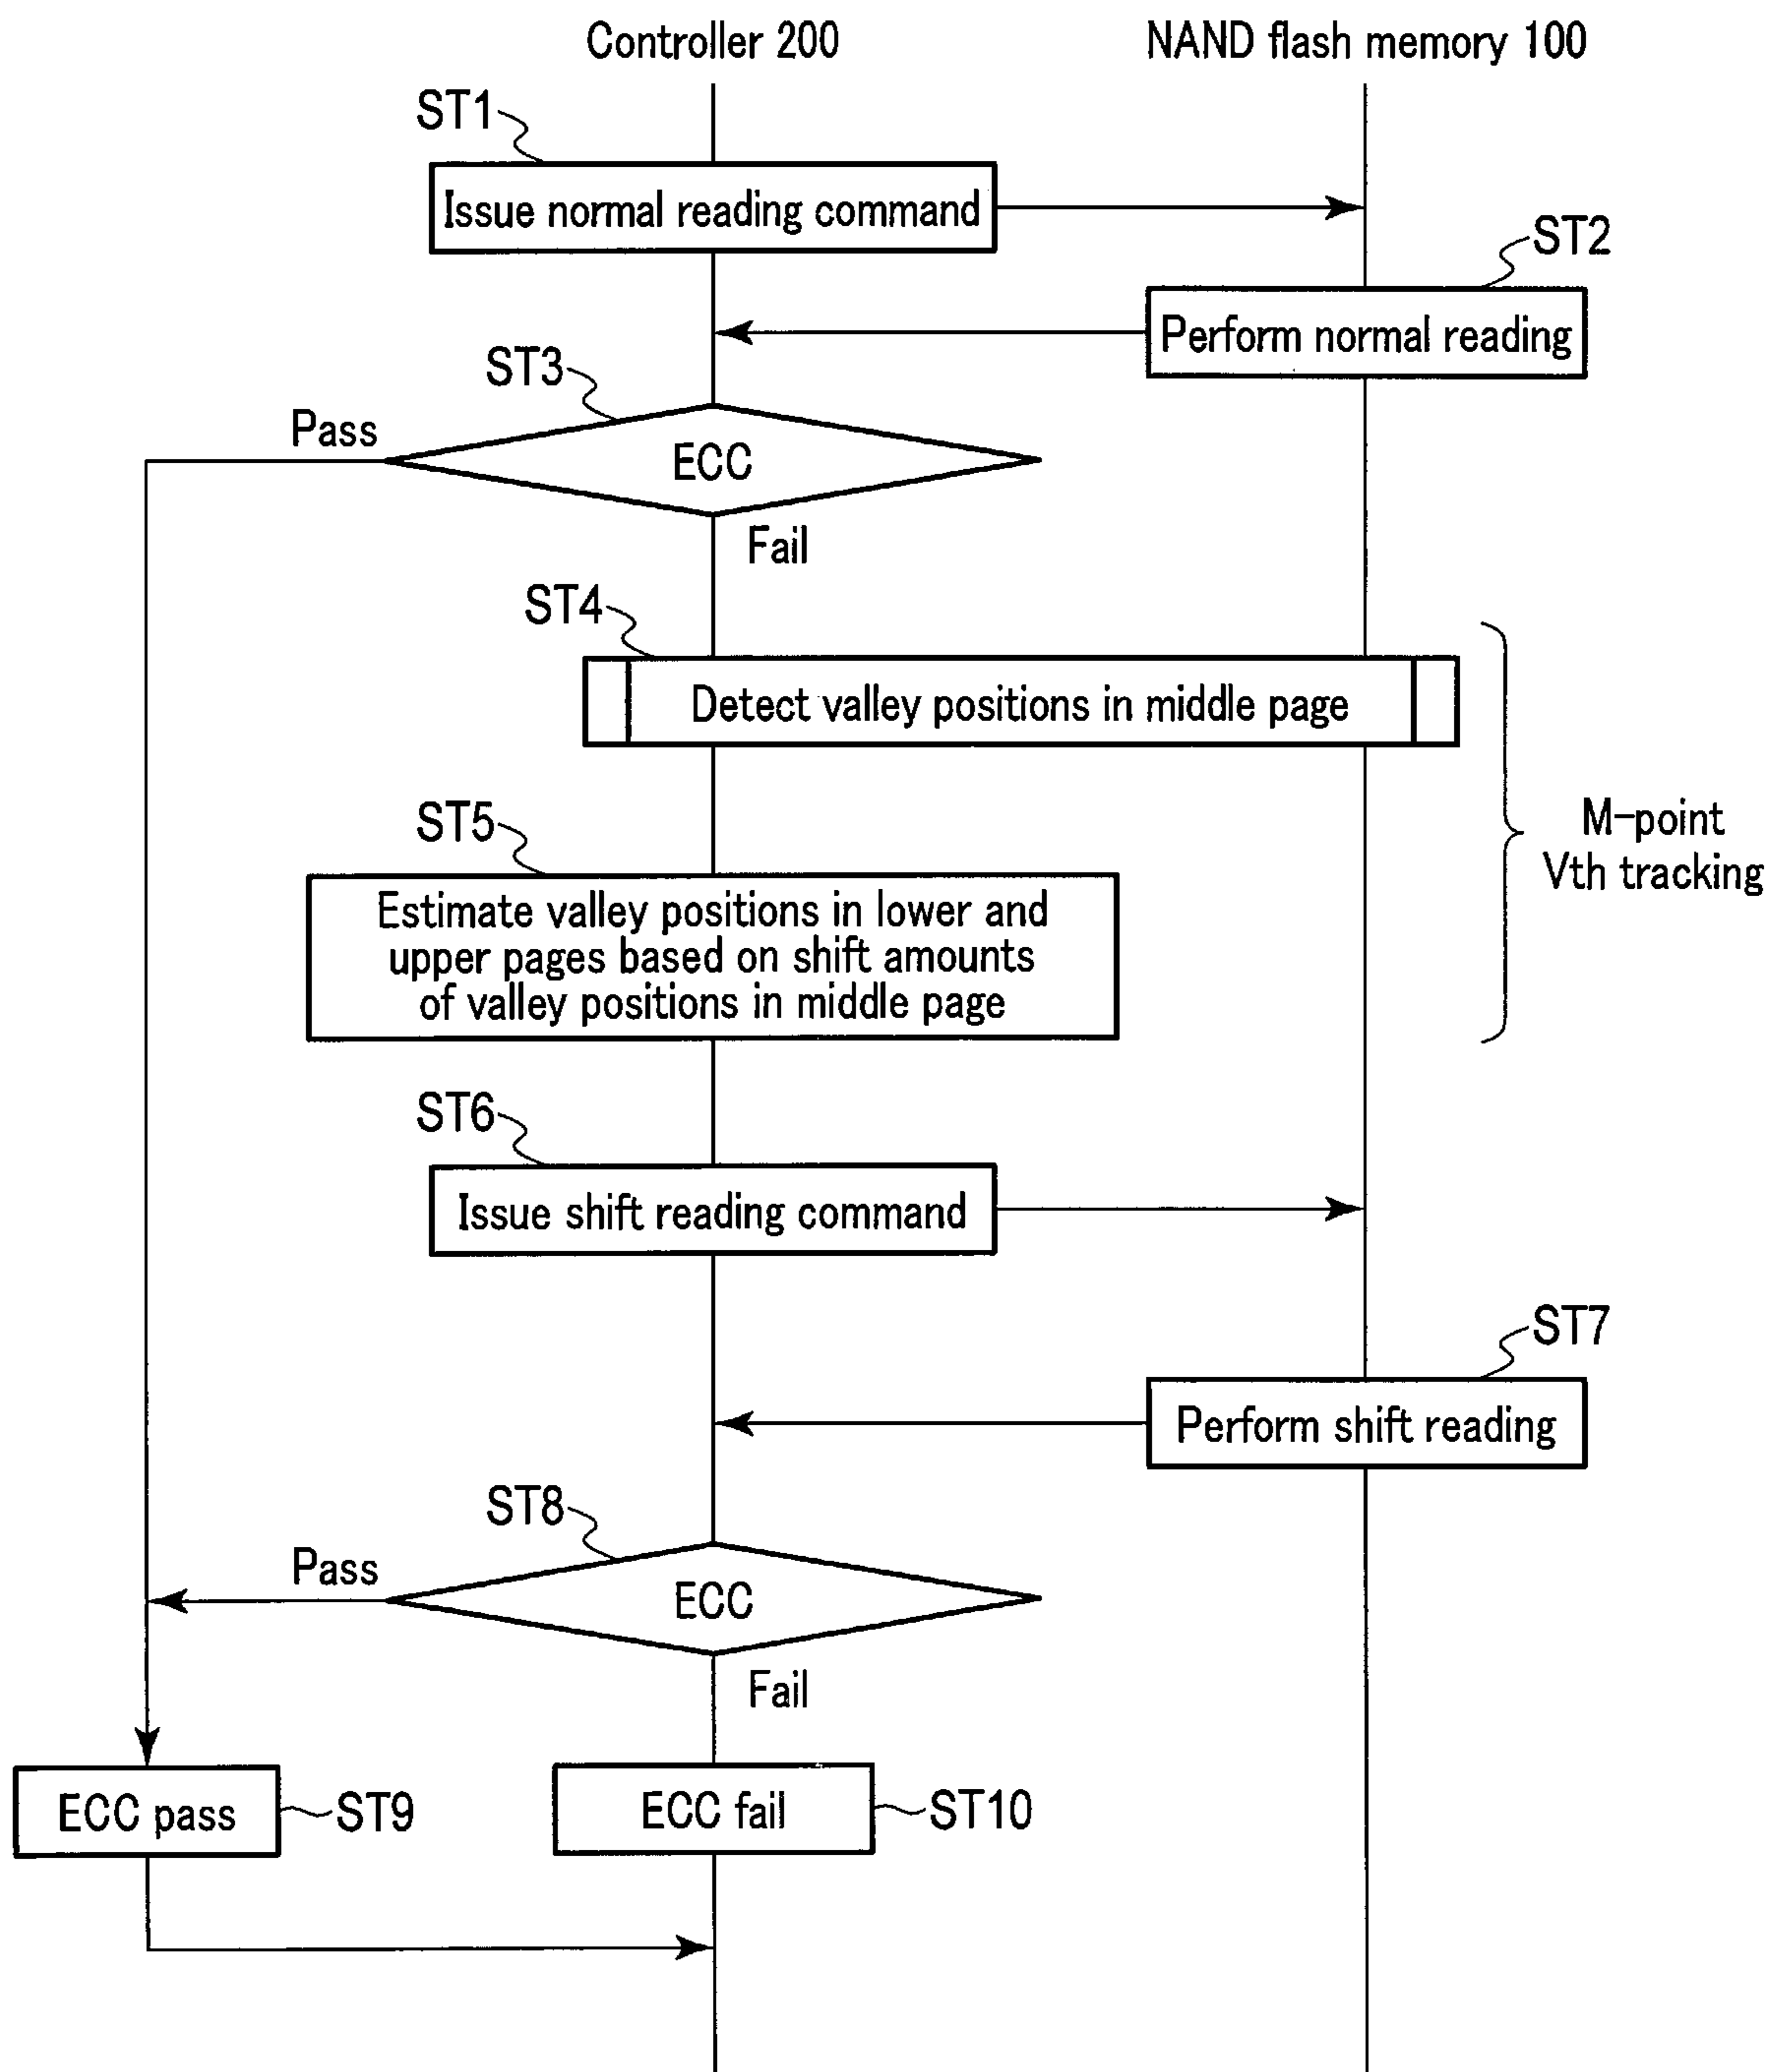 Controller 200
NAND flash memory 100
ST1
Issue normal reading command
ST2
Perform normal reading
ST3
Pass
ECC
Fail
ST4
Detect valley positions in middle page
M-point
Vth tracking
ST5
Estimate valley positions in lower and
upper pages based on shift amounts
of valley positions in middle page
ST6
Issue shift reading command
ST7
Perform shift reading
ST8
Pass
ECC
Fail
ECC pass
ST9
ECC fail
ST10